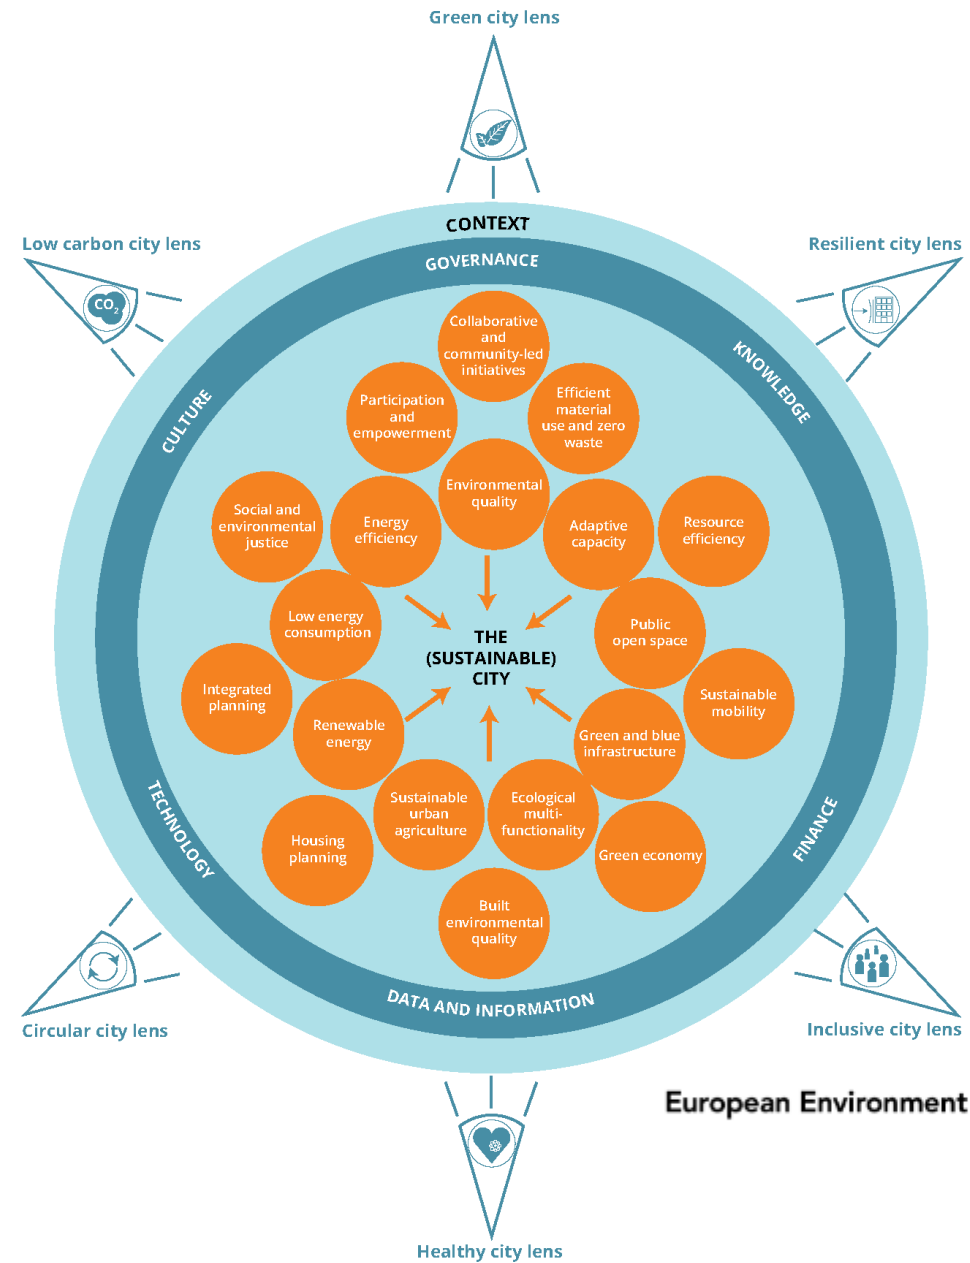 Green city lens
CONTEXT
GOVERNANCE
Low carbon city lens
Resilient city lens
CO2
CULTURE
KNOWLEDGE
Collaborative
and
community-led
initiatives
Participation
and
empowerment
Efficient
material
use and zero
waste
Environmental
quality
Social and
environmental
justice
Energy
efficiency
Adaptive
capacity
Resource
efficiency
Low energy
consumption
Public
open space
THE
(SUSTAINABLE)
CITY
Integrated
planning
Sustainable
mobility
Renewable
energy
Green and blue
infrastructure
Sustainable
urban
agriculture
Ecological
multi-
functionality
Housing
planning
Green economy
Built
environmental
quality
TECHNOLOGY
FINANCE
DATA AND INFORMATION
Circular city lens
Inclusive city lens
European Environment
Healthy city lens